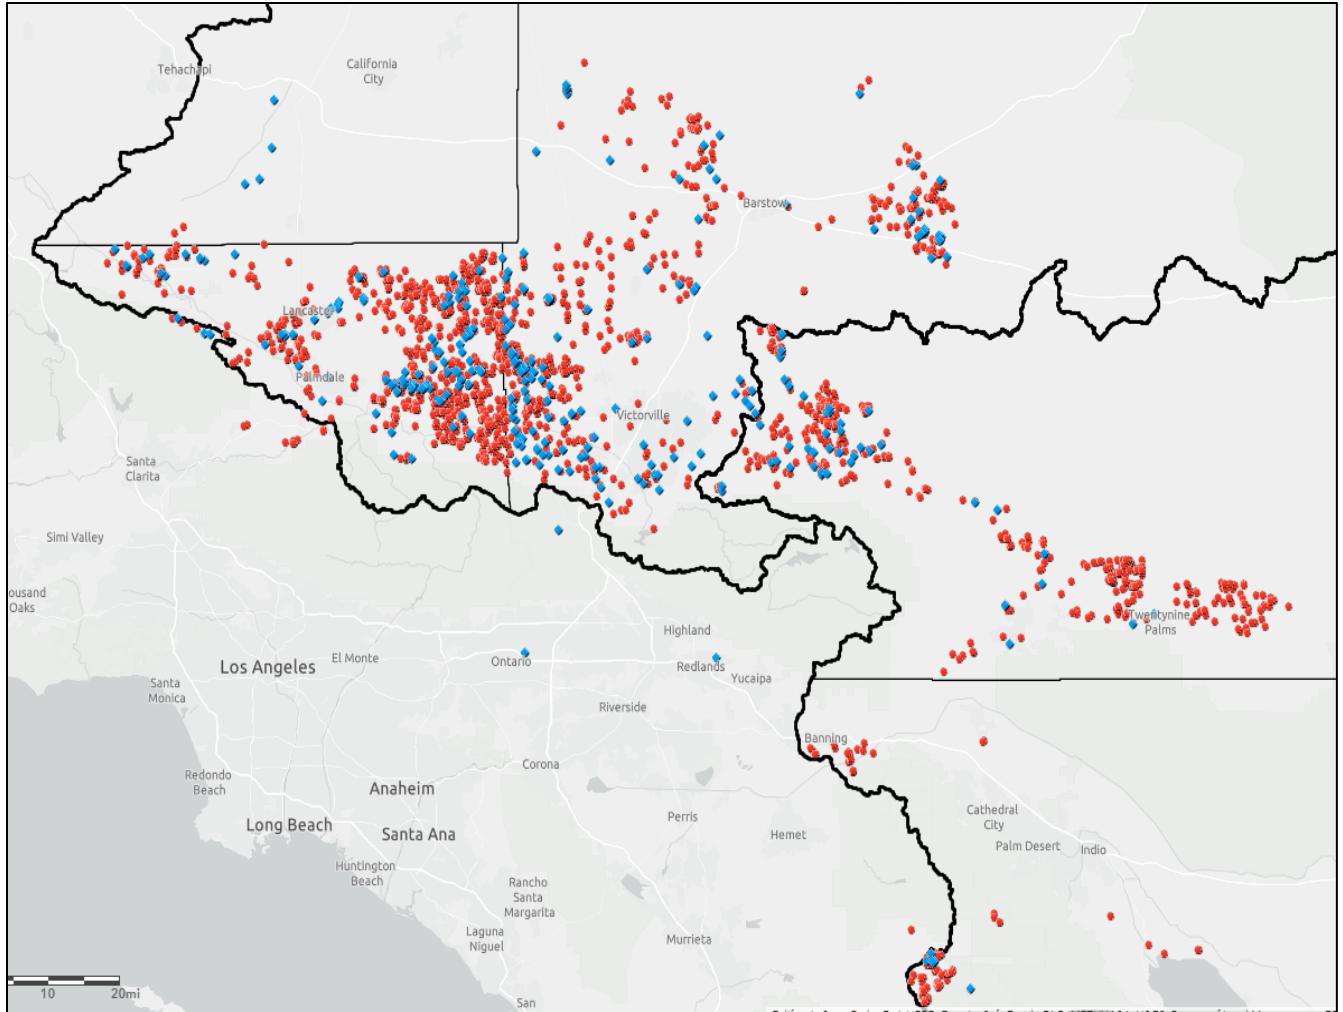 Tehachapi
California
City
Barstow
Lancaster
Palmdale
Victorville
Santa
Clarita
Simi Valley
ousand
Oaks
Twentynine
Palms
Highland
Los Angeles
El Monte
Ontario
Redlands
Yucaipa
Santa
Monica
Riverside
Banning
Redondo
Beach
Corona
Anaheim
Long Beach
Santa Ana
Perris
Hemet
Cathedral
City
Palm Desert
Indio
Huntington
Beach
Rancho
Santa
Margarita
Laguna
Niguel
Murrieta
10
20mi
San